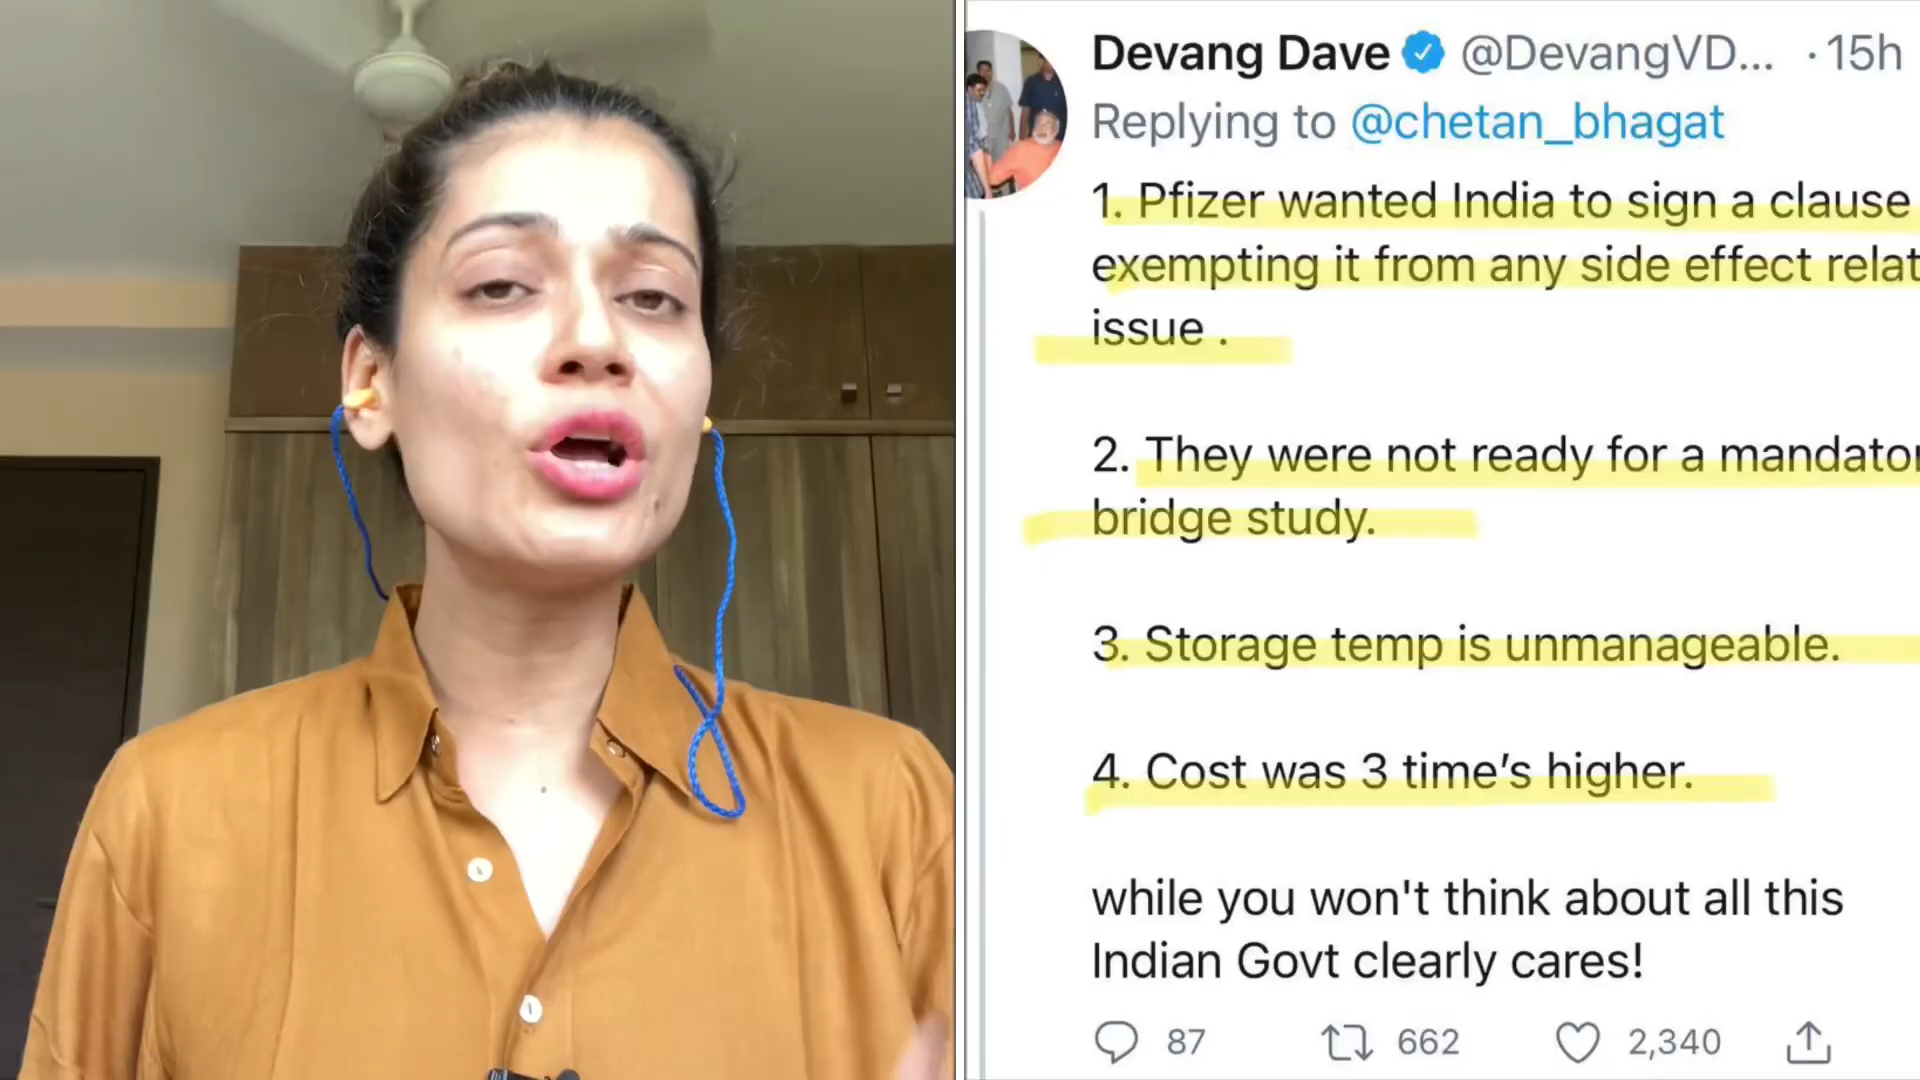 Devang Dave @DevangVD... · 15h
Replying to @chetan_bhagat
1. Pfizer wanted India to sign a clause
exempting it from any side effect relat
issue .
2. They were not ready for a mandator
bridge study.
3. Storage temp is unmanageable.
4. Cost was 3 time’s higher.
while you won't think about all this
Indian Govt clearly cares!
87 662 2,340